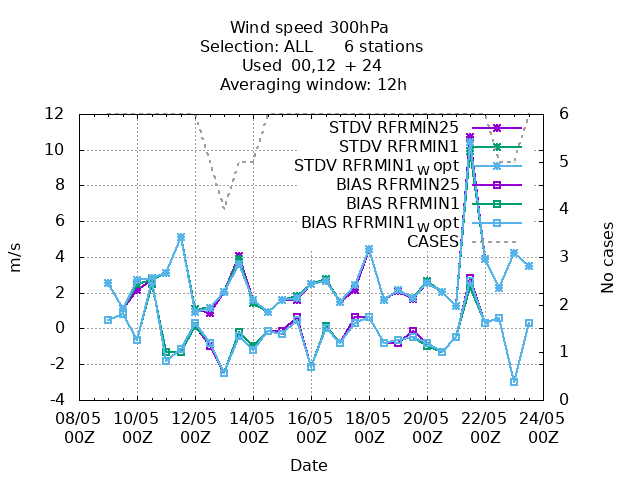 Wind speed 300hPa
Selection: ALL 6 stations
Used 00,12 + 24
Averaging window: 12h
STDV RFRMIN25
STDV RFRMIN1
STDV RFRMIN1W opt
BIAS RFRMIN25
BIAS RFRMIN1
BIAS RFRMIN1W opt
CASES
12
10
8
6
4
2
0
-2
-4
m/s
6
5
4
3
2
1
0
No cases
08/05 10/05 12/05 14/05 16/05 18/05 20/05 22/05 24/05
00Z 00Z 00Z 00Z 00Z 00Z 00Z 00Z 00Z
Date